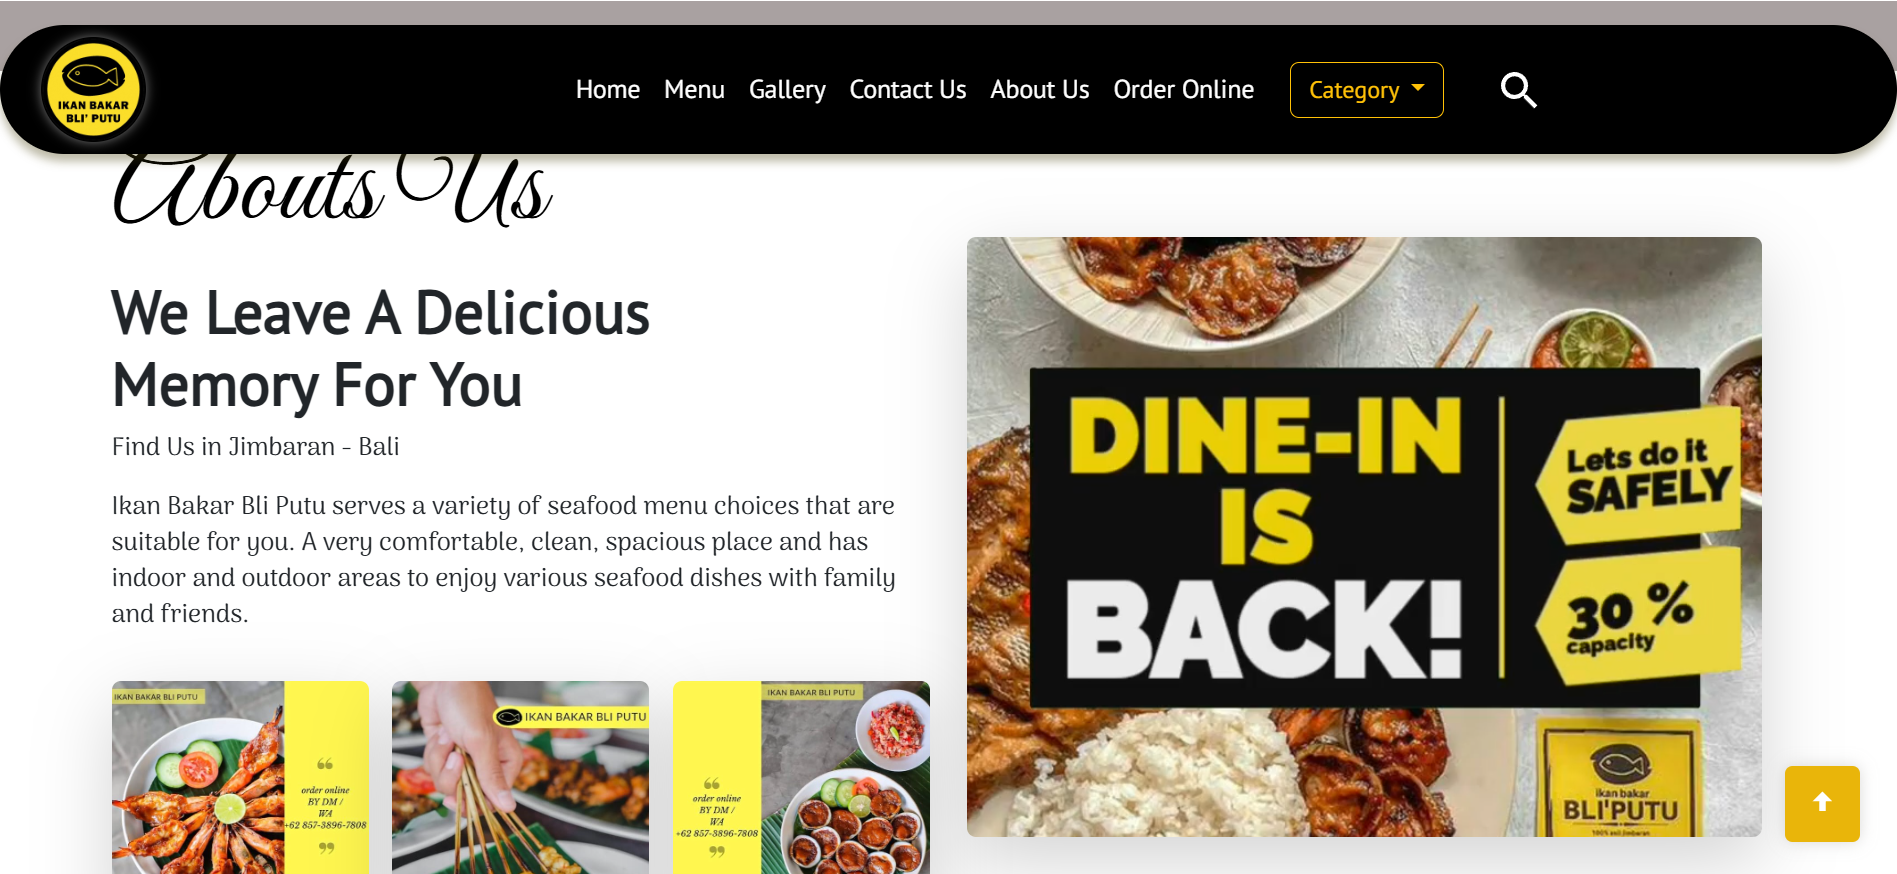 IKAN BAKAR
BLI' PUTU
Home Menu Gallery Contact Us About Us Order Online Category
Abouts Us
We Leave A Delicious
Memory For You
Find Us in Jimbaran - Bali
Ikan Bakar Bli Putu serves a variety of seafood menu choices that are
suitable for you. A very comfortable, clean, spacious place and has
indoor and outdoor areas to enjoy various seafood dishes with family
and friends.
IKAN BAKAR BLI PUTU
“
order online
BY DM /
WA
+62 857-3896-7808
”
IKAN BAKAR BLI PUTU
IKAN BAKAR BLI PUTU
“
order online
BY DM /
WA
+62 857-3896-7808
”
DINE-IN
IS
BACK!
Lets do it
SAFELY
30 %
capacity
ikan bakar
BLI'PUTU
100% asli Jimbaran